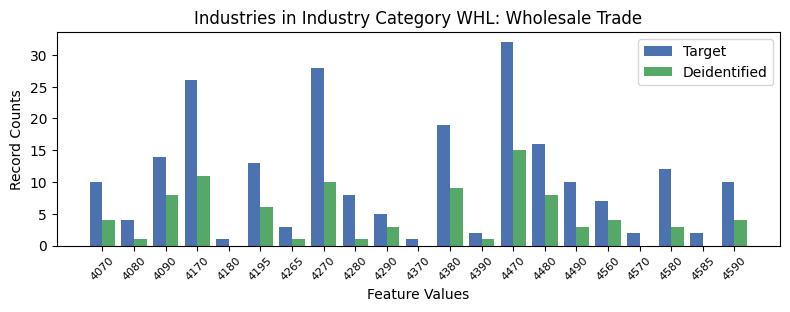 Industries in Industry Category WHL: Wholesale Trade
Target
Deidentified
Record Counts
30
25
20
15
10
5
0
4070 4080 4090 4170 4180 4195 4265 4270 4280 4290 4370 4380 4390 4470 4480 4490 4560 4570 4580 4585 4590
Feature Values